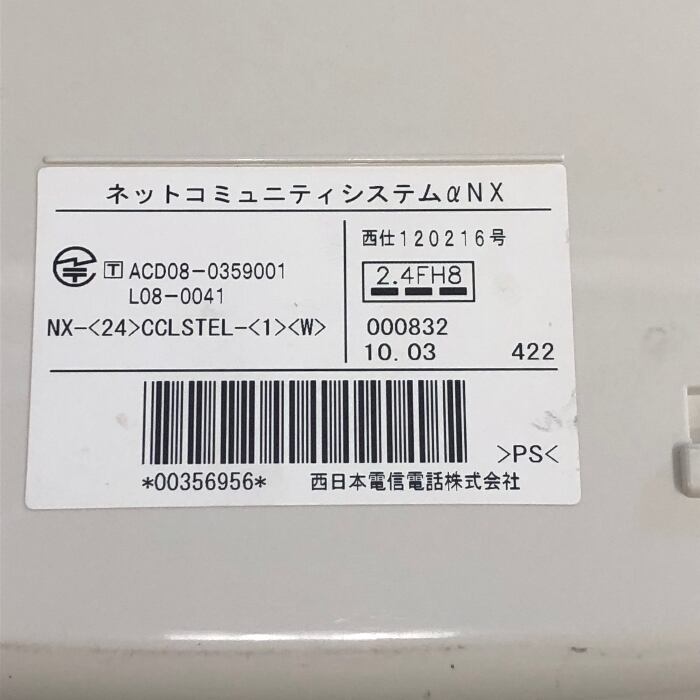 ネットコミュニティシステムαNX
T ACD08-0359001
L08-0041
NX-<24>CCLSTEL-<1><W>
西仕120216号
2.4FH8
000832
10.03 422
*00356956*
西日本電信電話株式会社
>PS<